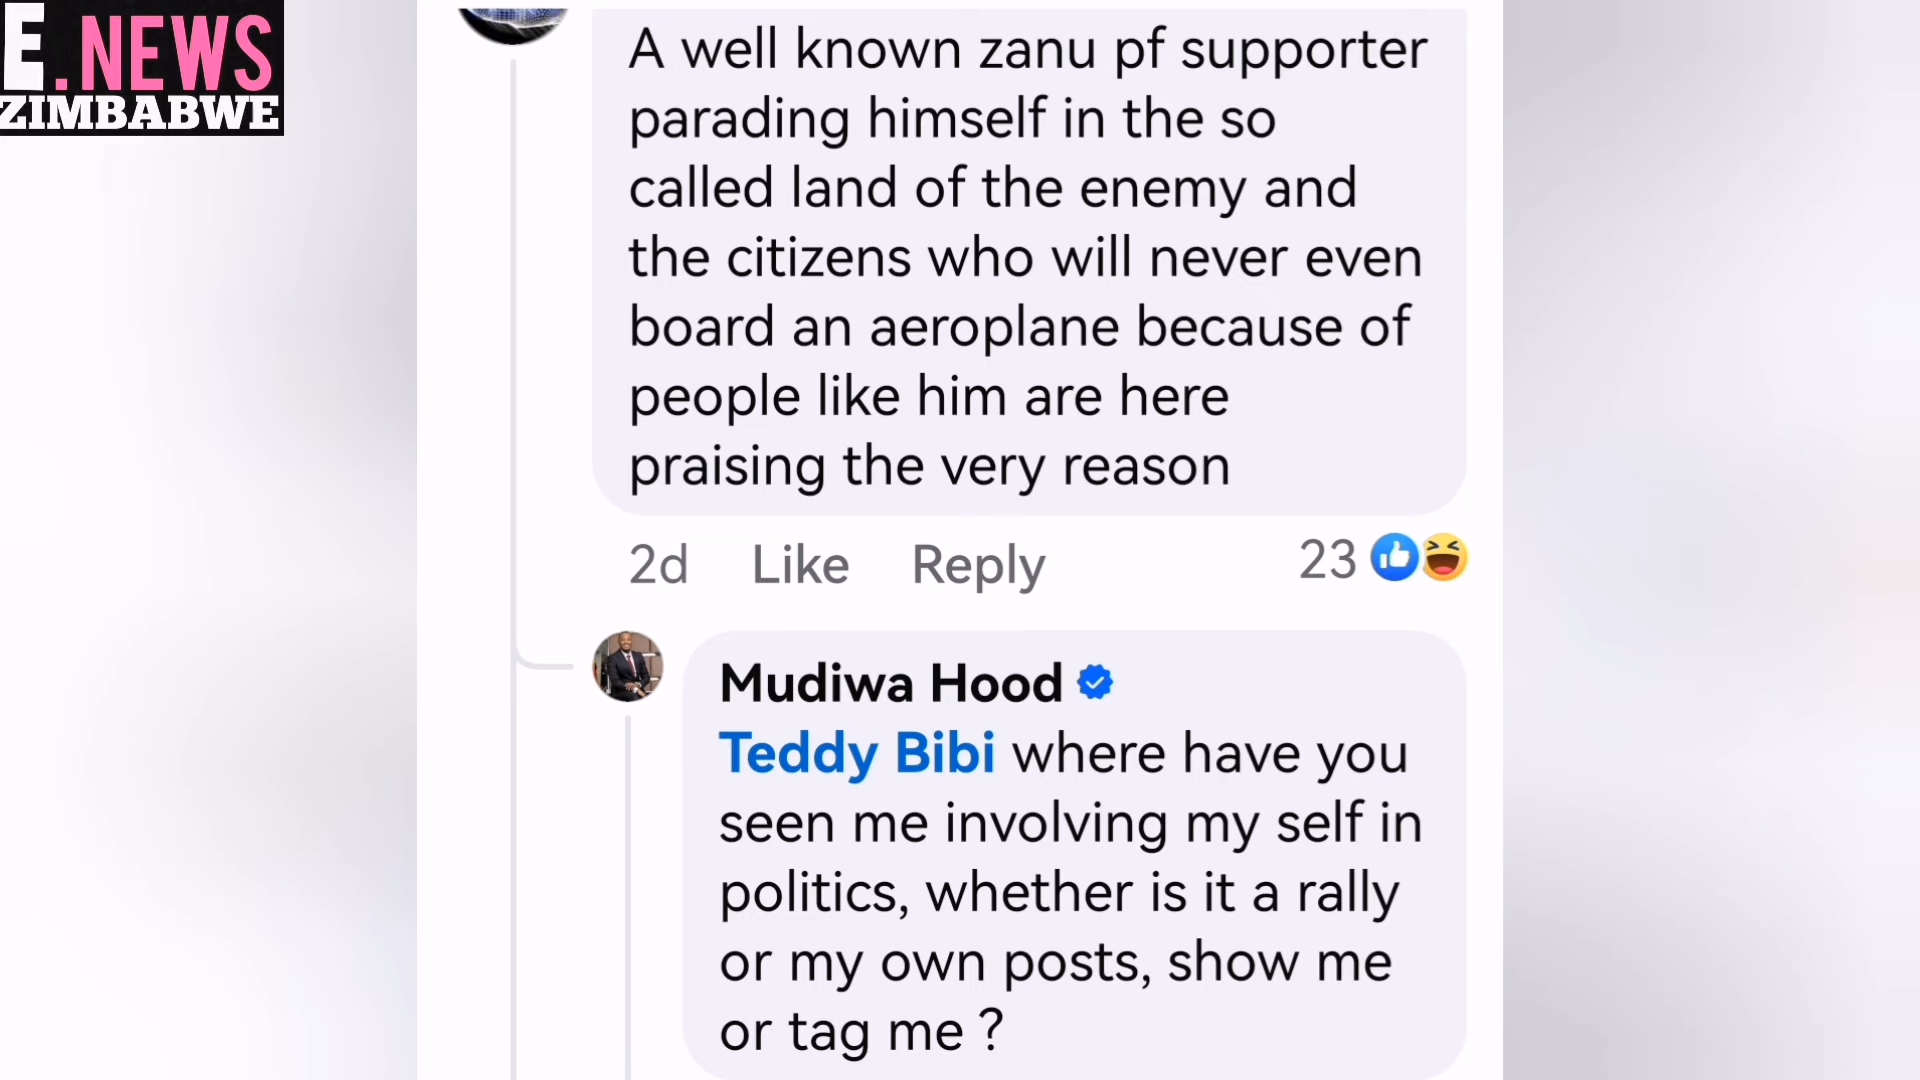 E.NEWS
ZIMBABWE
A well known zanu pf supporter
parading himself in the so
called land of the enemy and
the citizens who will never even
board an aeroplane because of
people like him are here
praising the very reason
2d Like Reply 23
Mudiwa Hood
Teddy Bibi where have you
seen me involving my self in
politics, whether is it a rally
or my own posts, show me
or tag me ?